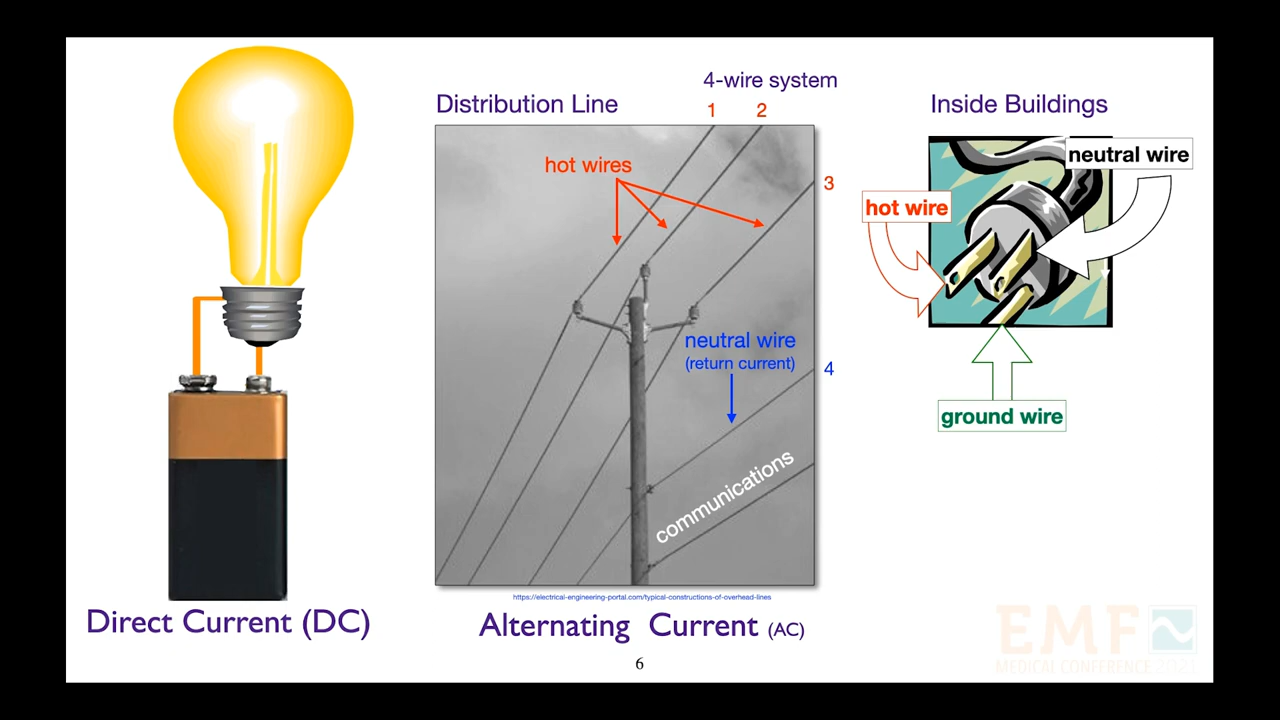 4-wire system
Distribution Line
1 2
Inside Buildings
hot wires
3
neutral wire
(return current)
4
communications
neutral wire
hot wire
ground wire
https://electrical-engineering-portal.com/typical-constructions-of-overhead-lines
Direct Current (DC)
Alternating Current (AC)
6
EMF
MEDICAL CONFERENCE 2021